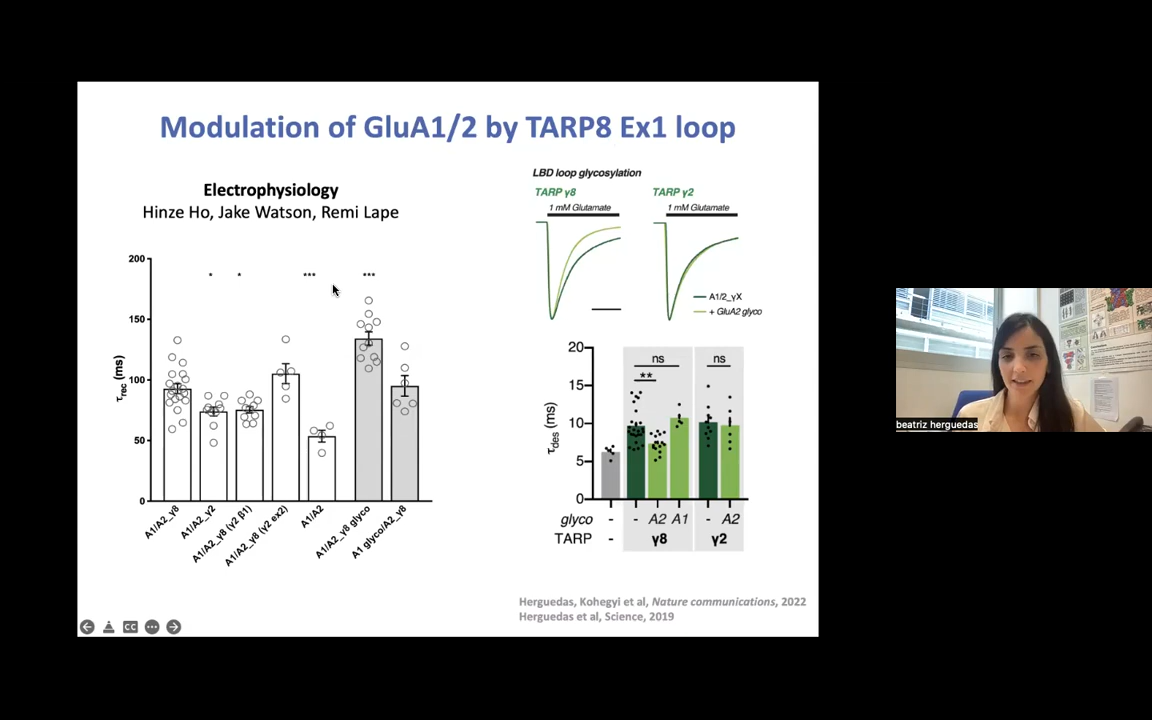 Modulation of GluA1/2 by TARP8 Ex1 loop
Electrophysiology
Hinze Ho, Jake Watson, Remi Lape
200
150
100
50
0
τrec (ms)
* * *** ***
A1/A2_γ8
A1/A2_γ2
A1/A2_γ8 (γ2 β1)
A1/A2_γ8 (γ2 ex2)
A1/A2
A1/A2_γ8 glyco
A1 glyco/A2_γ8
LBD loop glycosylation
TARP γ8 TARP γ2
1 mM Glutamate 1 mM Glutamate
A1/2_γX
+ GluA2 glyco
20
15
10
5
0
τdes (ms)
ns ns
**
glyco - - A2 A1 - A2
TARP - γ8 γ2
Herguedas, Kohegyi et al, Nature communications, 2022
Herguedas et al, Science, 2019
CC
beatriz herguedas